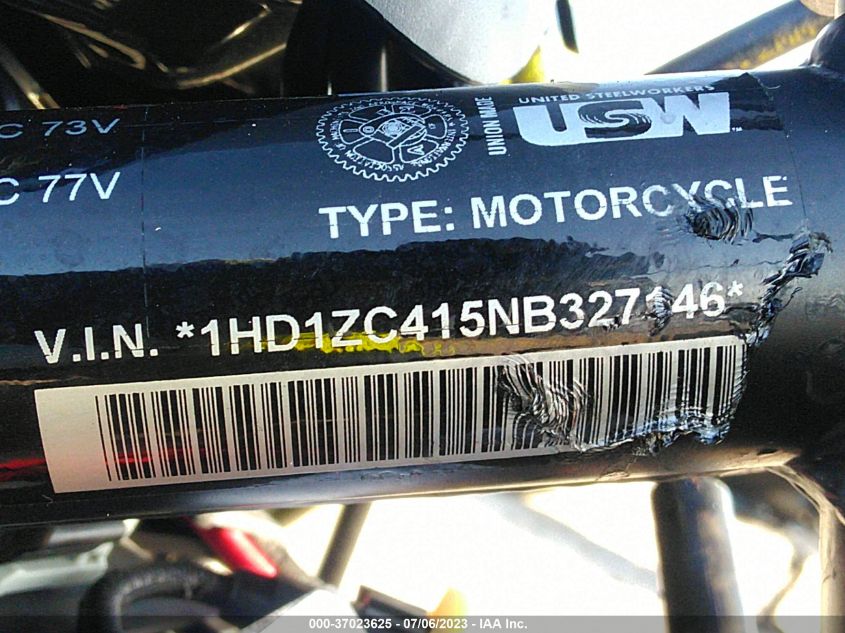 C 73V
C 77V
UNION MADE
UNITED STEELWORKERS
USW
TYPE: MOTORCYCLE
V.I.N. *1HD1ZC415NB327146*
000-37023625 - 07/06/2023 - IAA Inc.